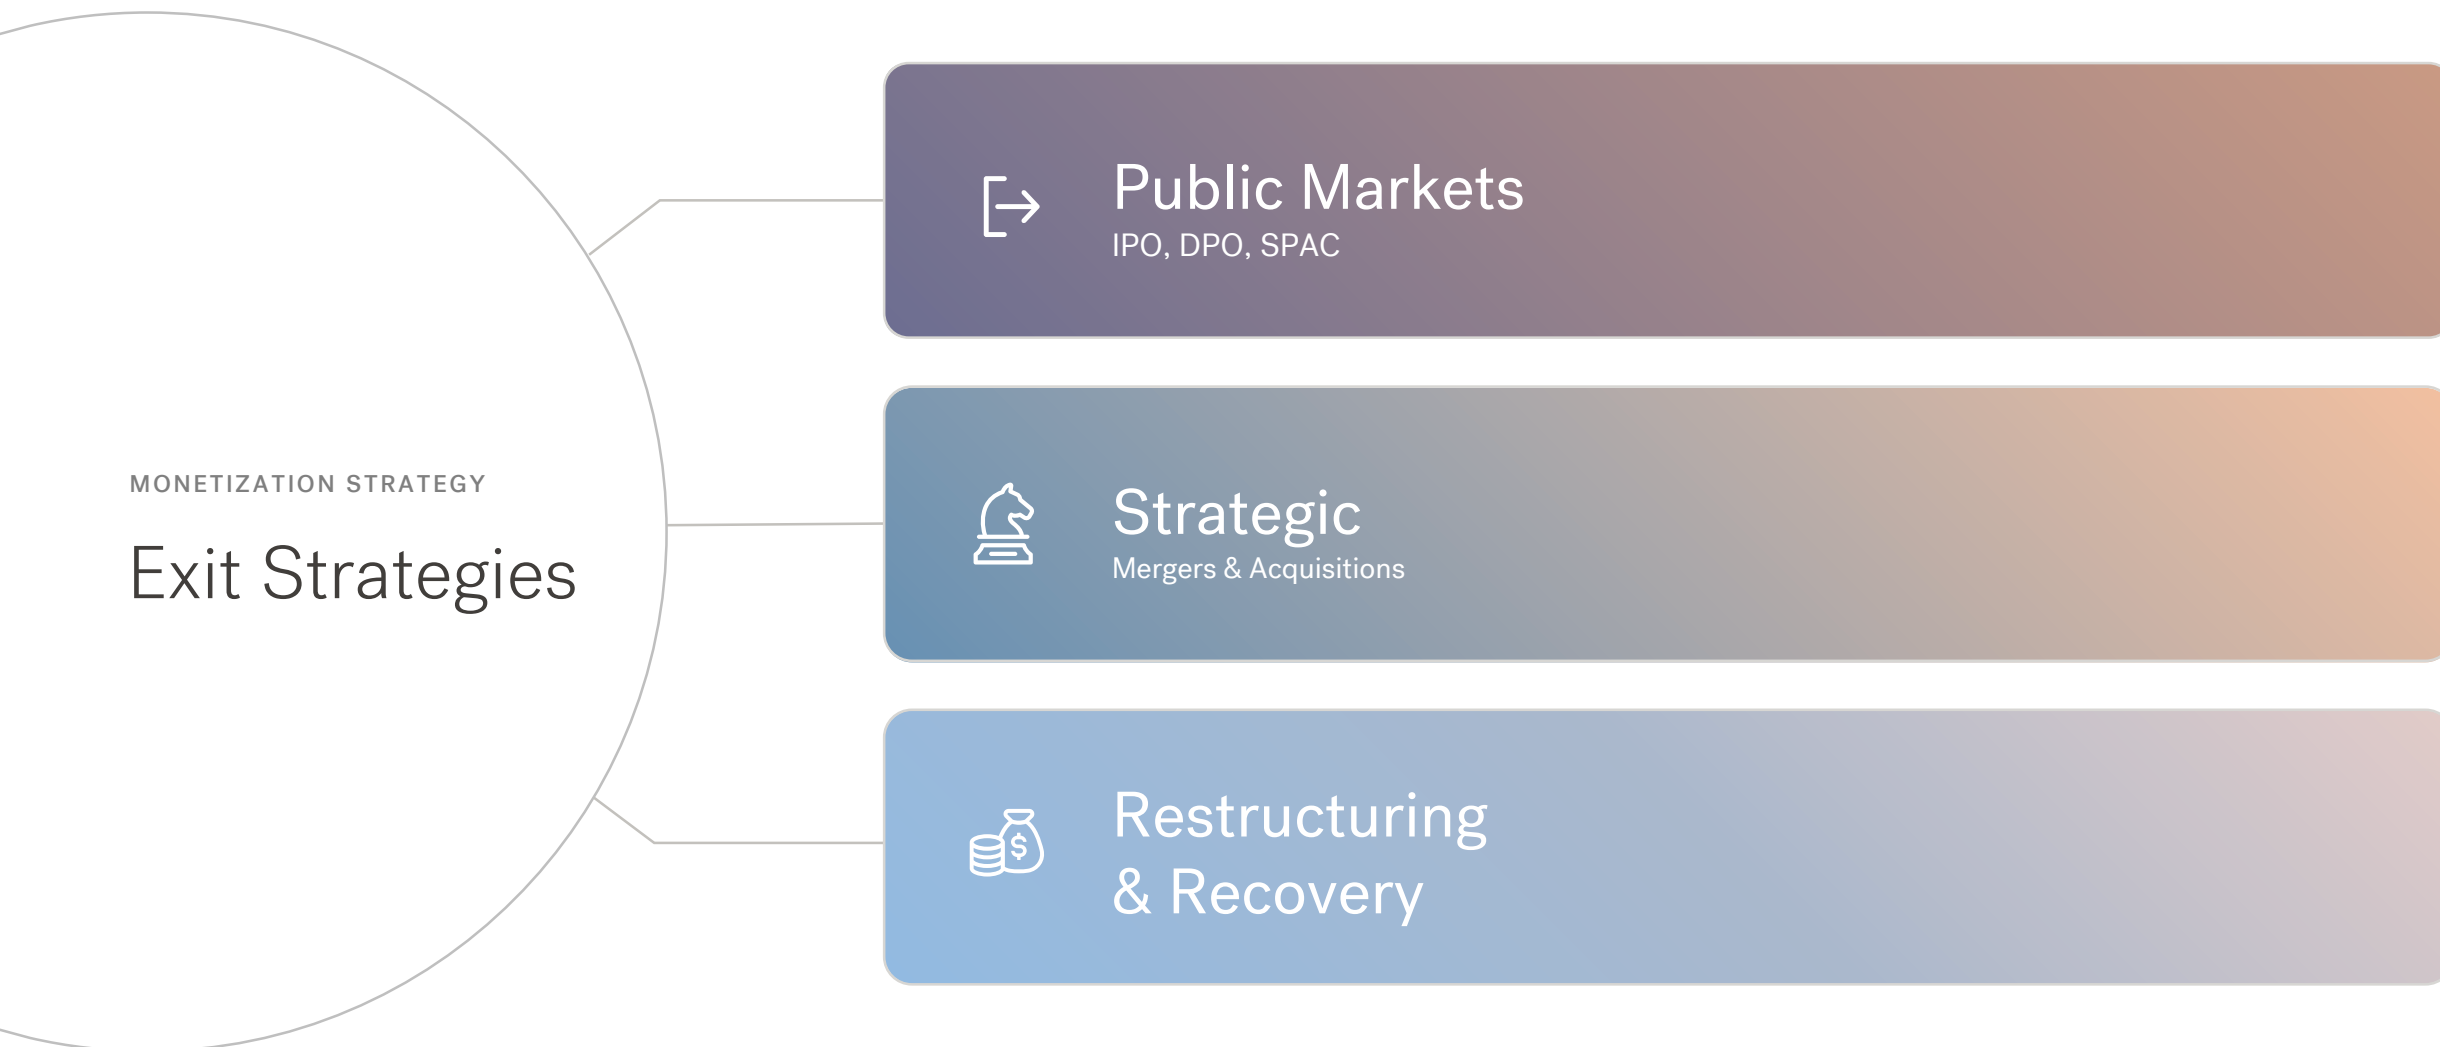 MONETIZATION STRATEGY
Exit Strategies
Public Markets
IPO, DPO, SPAC
Strategic
Mergers & Acquisitions
Restructuring
& Recovery